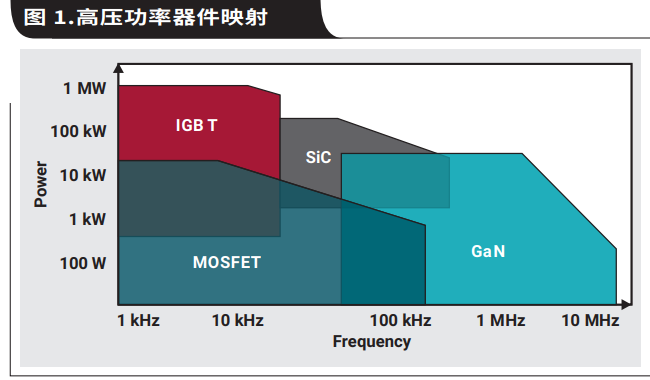 图 1.高压功率器件映射
1 MW
100 kW
10 kW
1 kW
100 W
Power
IGB T
SiC
MOSFET
GaN
1 kHz
10 kHz
100 kHz
1 MHz
10 MHz
Frequency